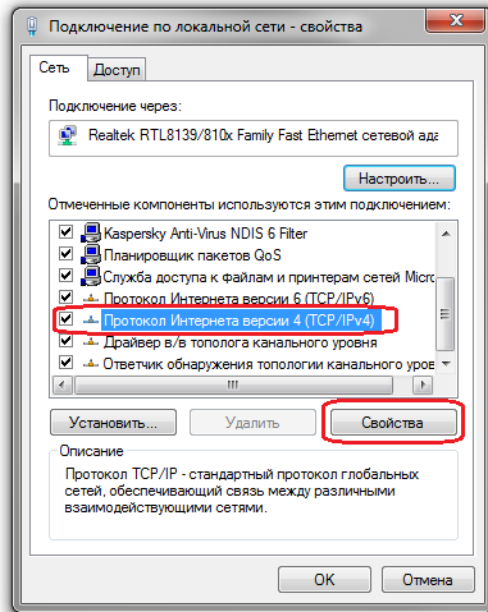 Подключение по локальной сети - свойства
Сеть
Доступ
Подключение через:
Realtek RTL8139/810x Family Fast Ethernet сетевой ада
Настроить...
Отмеченные компоненты используются этим подключением:
Kaspersky Anti-Virus NDIS 6 Filter
Планировщик пакетов QoS
Служба доступа к файлам и принтерам сетей Micro
Протокол Интернета версии 6 (TCP/IPv6)
Протокол Интернета версии 4 (TCP/IPv4)
Драйвер в/в тополога канального уровня
Ответчик обнаружения топологии канального уров
Установить...
Удалить
Свойства
Описание
Протокол TCP/IP - стандартный протокол глобальных
сетей, обеспечивающий связь между различными
взаимодействующими сетями.
OK
Отмена